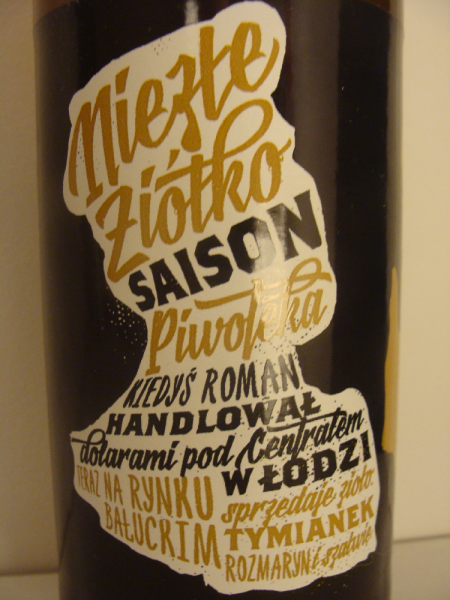 Niezłe
Ziółko
SAISON
Piwoteka
KIEDYŚ ROMAN
HANDLOWAŁ
dolarami pod Centralem
W ŁODZI
TERAZ NA RYNKU
BAŁUCKIM
sprzedaje zioło:
TYMIANEK
ROZMARYN i szałwię